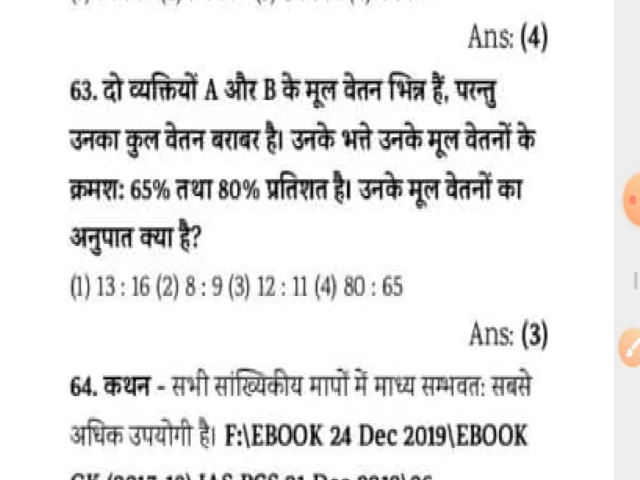 Ans: (4)
63. दो व्यक्तियों A और B के मूल वेतन भिन्न हैं, परन्तु
उनका कुल वेतन बराबर है। उनके भत्ते उनके मूल वेतनों के
क्रमश: 65% तथा 80% प्रतिशत है। उनके मूल वेतनों का
अनुपात क्या है?
(1) 13 : 16 (2) 8 : 9 (3) 12 : 11 (4) 80 : 65
Ans: (3)
64. कथन - सभी सांख्यिकीय मापों में माध्य सम्भवत: सबसे
अधिक उपयोगी है। F:\EBOOK 24 Dec 2019\EBOOK